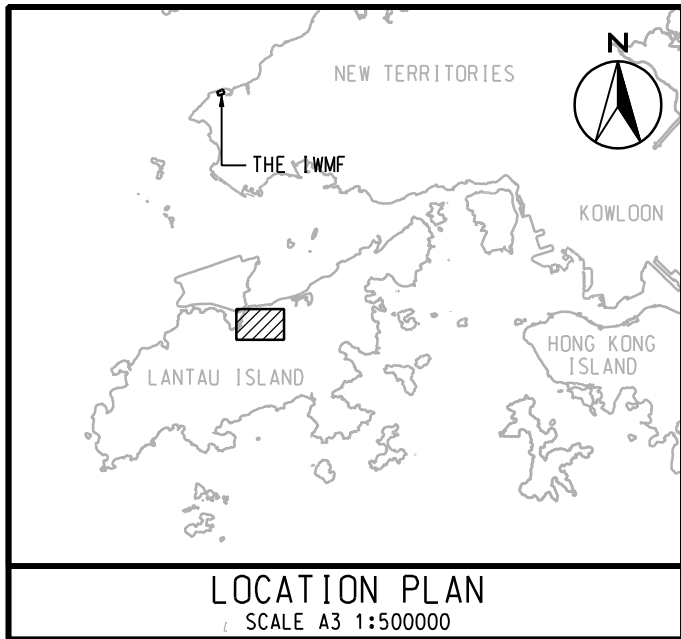 N
NEW TERRITORIES
THE IWMF
KOWLOON
HONG KONG
ISLAND
LANTAU ISLAND
LOCATION PLAN
SCALE A3 1:500000